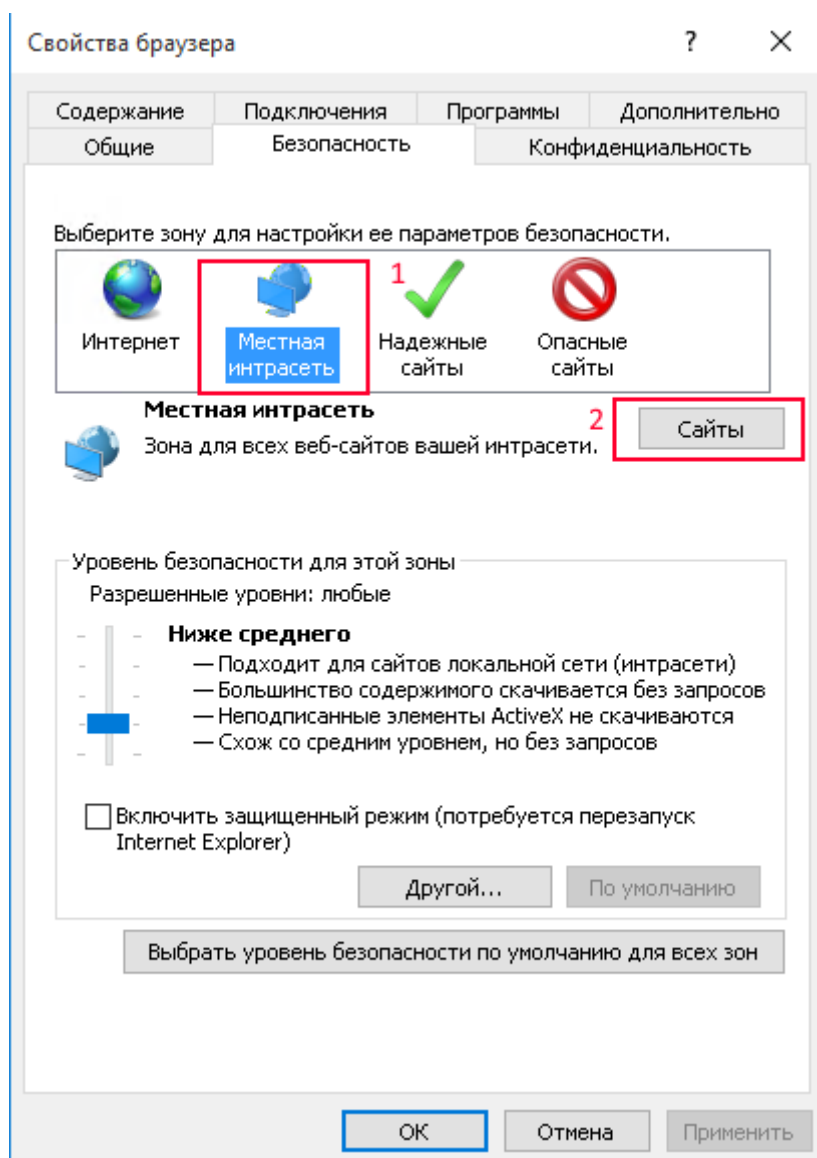 Свойства браузера ? ✕
Содержание Подключения Программы Дополнительно
Общие Безопасность Конфиденциальность
Выберите зону для настройки ее параметров безопасности.
1
Интернет Местная интрасеть Надежные сайты Опасные сайты
Местная интрасеть
Зона для всех веб-сайтов вашей интрасети.
2 Сайты
Уровень безопасности для этой зоны
Разрешенные уровни: любые
Ниже среднего
— Подходит для сайтов локальной сети (интрасети)
— Большинство содержимого скачивается без запросов
— Неподписанные элементы ActiveX не скачиваются
— Схож со средним уровнем, но без запросов
Включить защищенный режим (потребуется перезапуск
Internet Explorer)
Другой... По умолчанию
Выбрать уровень безопасности по умолчанию для всех зон
ОК Отмена Применить